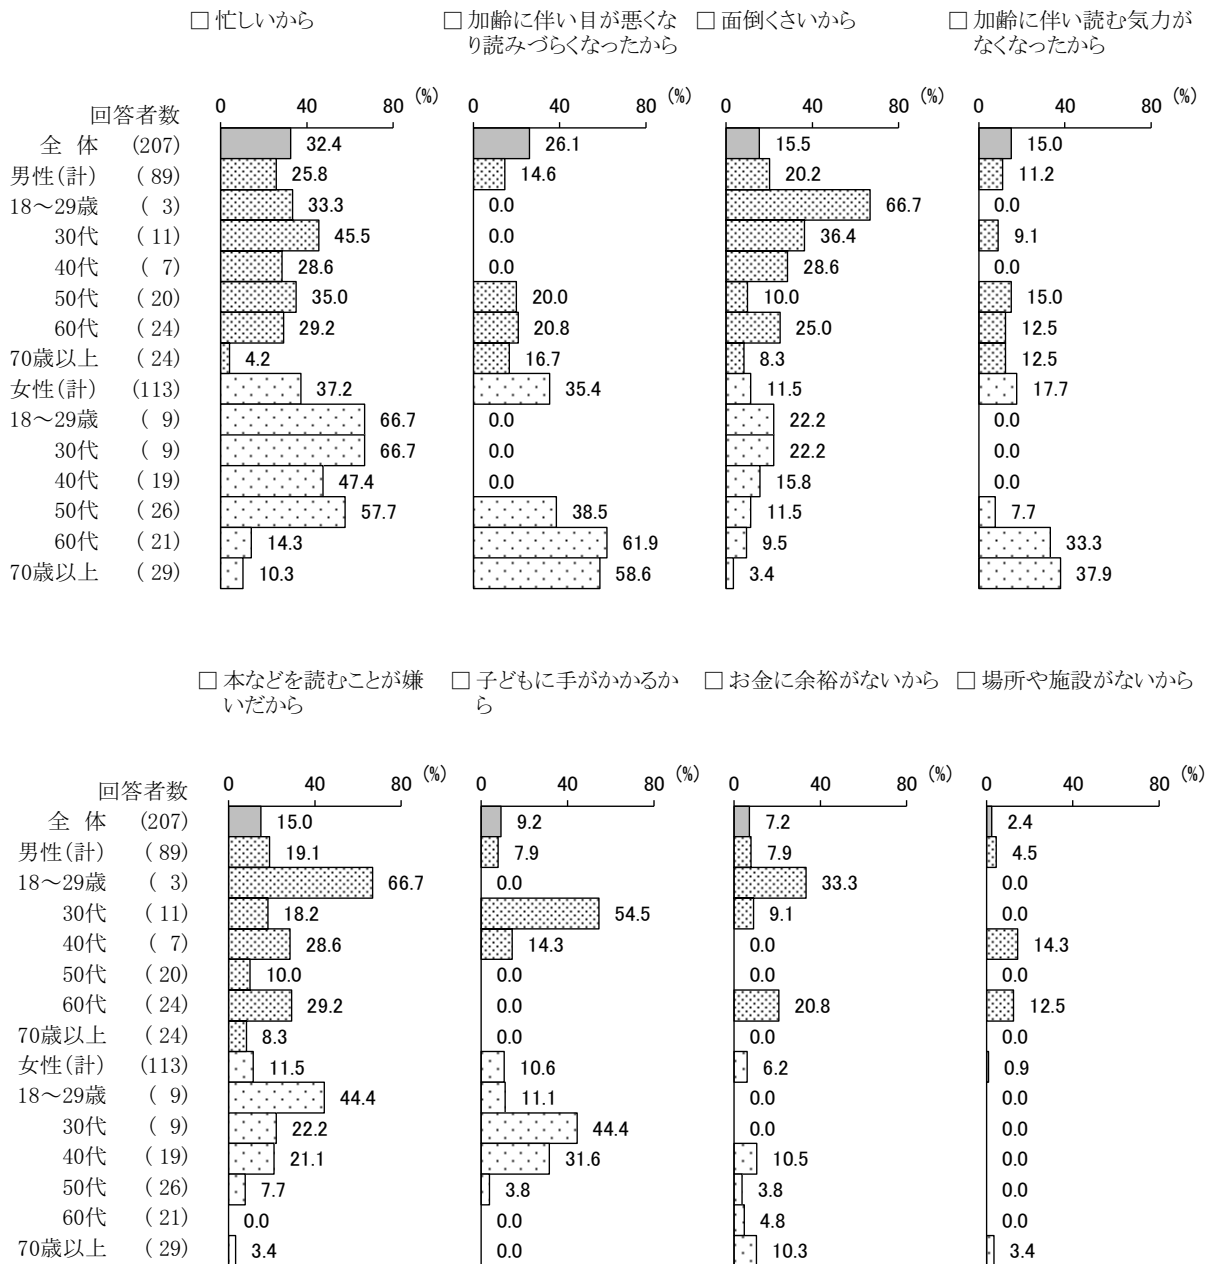 □ 忙しいから □ 加齢に伴い目が悪くな □ 面倒くさいから □ 加齢に伴い読む気力が
り読みづらくなったから なくなったから
0 40 80 (%) 0 40 80 (%) 0 40 80 (%) 0 40 80 (%)
回答者数
全 体 (207) 32.4 26.1 15.5 15.0
男性(計) ( 89) 25.8 14.6 20.2 11.2
18～29歳 ( 3) 33.3 0.0 66.7 0.0
30代 ( 11) 45.5 0.0 36.4 9.1
40代 ( 7) 28.6 0.0 28.6 0.0
50代 ( 20) 35.0 20.0 10.0 15.0
60代 ( 24) 29.2 20.8 25.0 12.5
70歳以上 ( 24) 4.2 16.7 8.3 12.5
女性(計) (113) 37.2 35.4 11.5 17.7
18～29歳 ( 9) 66.7 0.0 22.2 0.0
30代 ( 9) 66.7 0.0 22.2 0.0
40代 ( 19) 47.4 0.0 15.8 0.0
50代 ( 26) 57.7 38.5 11.5 7.7
60代 ( 21) 14.3 61.9 9.5 33.3
70歳以上 ( 29) 10.3 58.6 3.4 37.9
□ 本などを読むことが嫌 □ 子どもに手がかかるか □ お金に余裕がないから □ 場所や施設がないから
いだから ら
0 40 80 (%) 0 40 80 (%) 0 40 80 (%) 0 40 80 (%)
回答者数
全 体 (207) 15.0 9.2 7.2 2.4
男性(計) ( 89) 19.1 7.9 7.9 4.5
18～29歳 ( 3) 66.7 0.0 33.3 0.0
30代 ( 11) 18.2 54.5 9.1 0.0
40代 ( 7) 28.6 14.3 0.0 14.3
50代 ( 20) 10.0 0.0 0.0 0.0
60代 ( 24) 29.2 0.0 20.8 12.5
70歳以上 ( 24) 8.3 0.0 0.0 0.0
女性(計) (113) 11.5 10.6 6.2 0.9
18～29歳 ( 9) 44.4 11.1 0.0 0.0
30代 ( 9) 22.2 44.4 0.0 0.0
40代 ( 19) 21.1 31.6 10.5 0.0
50代 ( 26) 7.7 3.8 3.8 0.0
60代 ( 21) 0.0 0.0 4.8 0.0
70歳以上 ( 29) 3.4 0.0 10.3 3.4